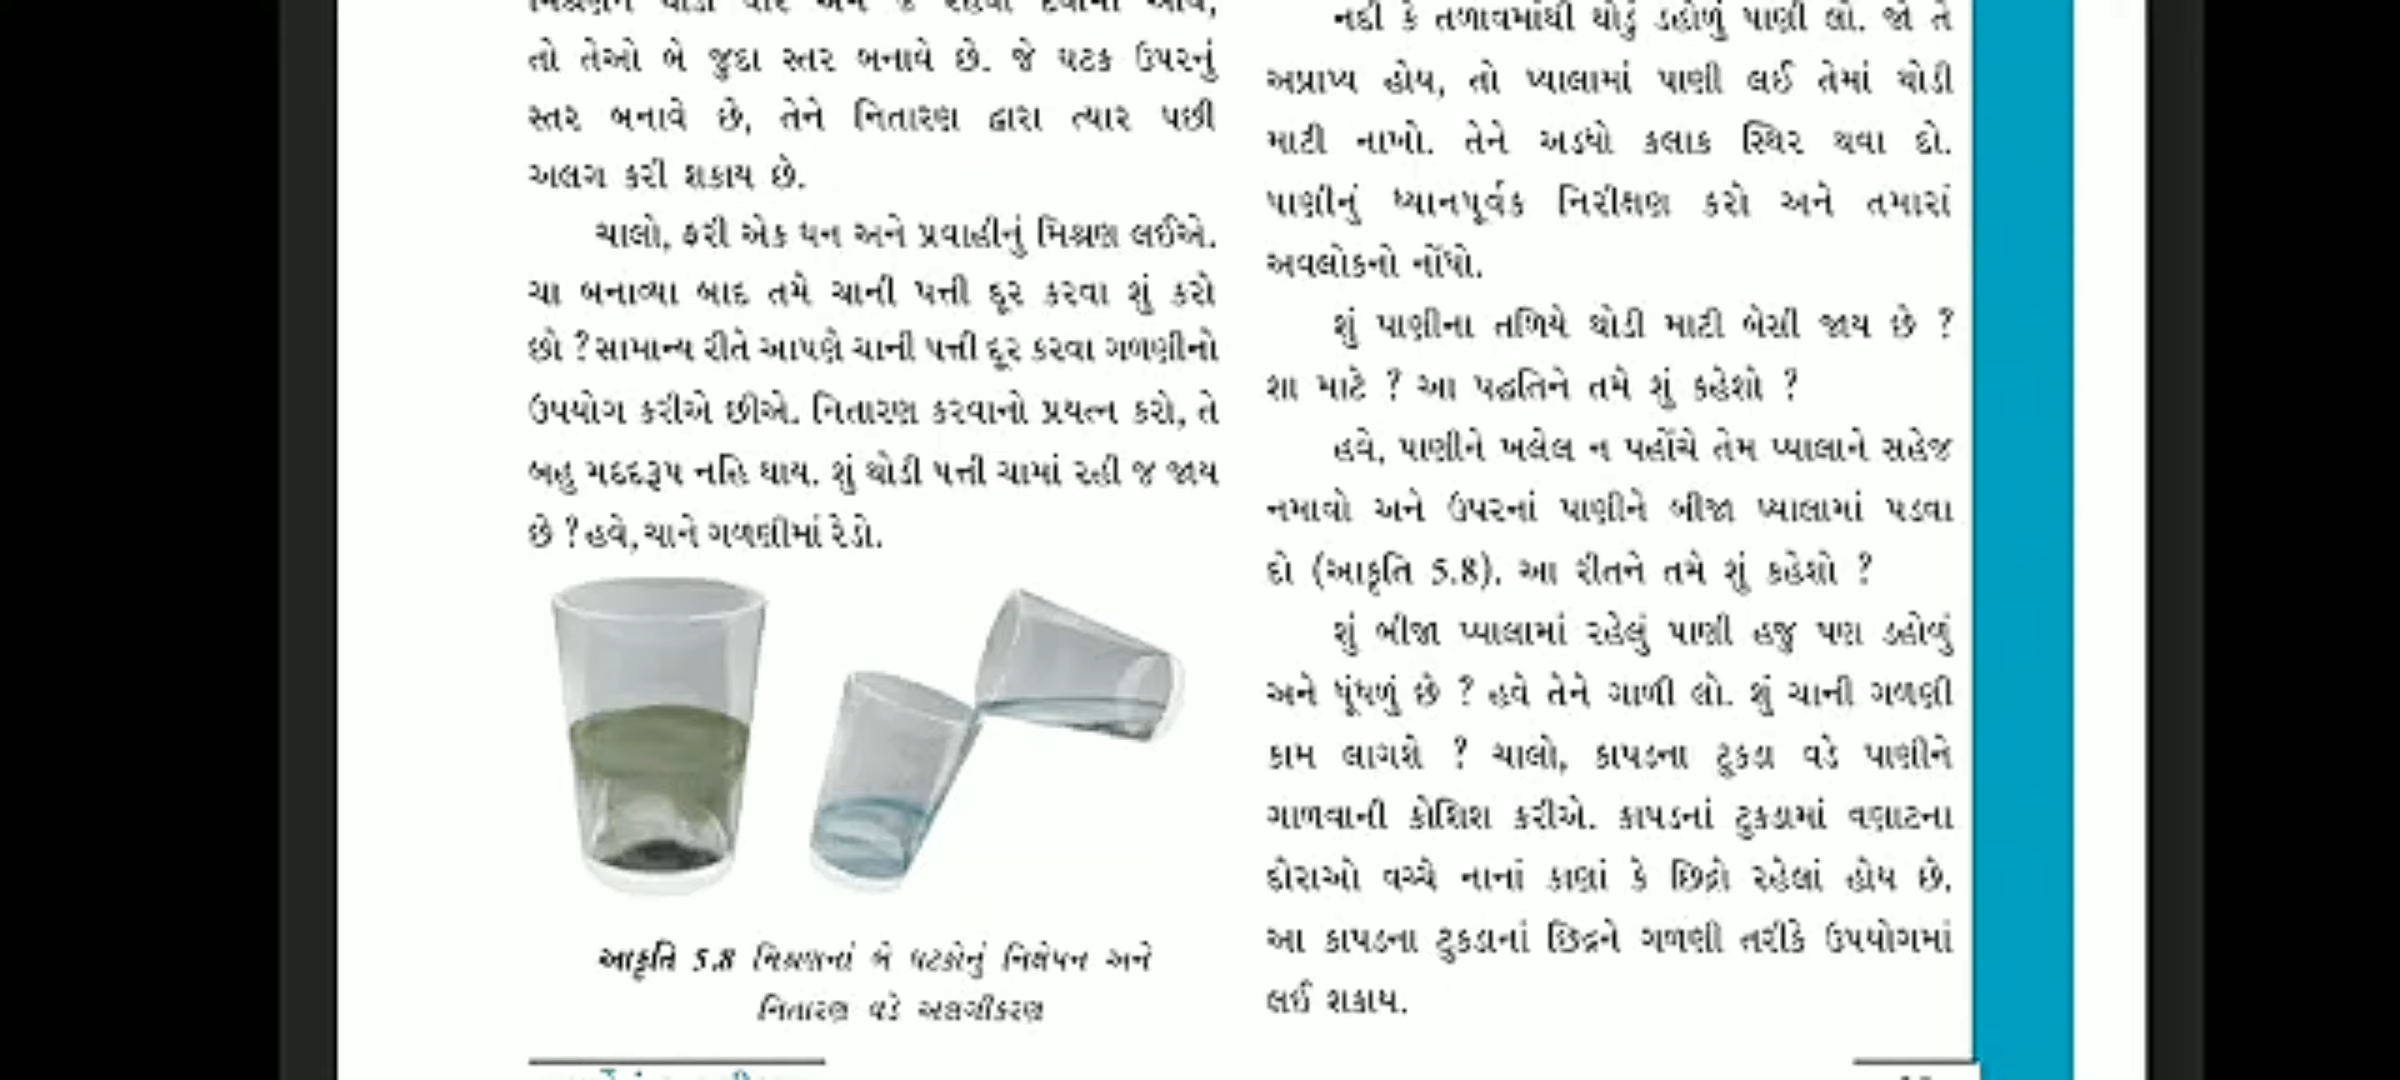 તો તેઓ બે જુદા સ્તર બનાવે છે. જે ઘટક ઉપરનું
સ્તર બનાવે છે, તેને નિતારણ દ્વારા ત્યાર પછી
અલગ કરી શકાય છે.
ચાલો, ફરી એક ઘન અને પ્રવાહીનું મિશ્રણ લઈએ.
ચા બનાવ્યા બાદ તમે ચાની પત્તી દૂર કરવા શું કરો
છો ? સામાન્ય રીતે આપણે ચાની પત્તી દૂર કરવા ગળણીનો
ઉપયોગ કરીએ છીએ. નિતારણ કરવાનો પ્રયત્ન કરો, તે
બહુ મદદરૂપ નહિ થાય. શું થોડી પત્તી ચામાં રહી જ જાય
છે ? હવે, ચાને ગળણીમાં રેડો.
આકૃતિ 5.8 મિશ્રણનાં બે ઘટકોનું નિક્ષેપન અને
નિતારણ વડે અલગીકરણ
નદી કે તળાવમાંથી થોડું ડહોળું પાણી લો. જો તે
અપ્રાપ્ય હોય, તો પ્યાલામાં પાણી લઈ તેમાં થોડી
માટી નાખો. તેને અડધો કલાક સ્થિર થવા દો.
પાણીનું ધ્યાનપૂર્વક નિરીક્ષણ કરો અને તમારાં
અવલોકનો નોંધો.
શું પાણીના તળિયે થોડી માટી બેસી જાય છે ?
શા માટે ? આ પદ્ધતિને તમે શું કહેશો ?
હવે, પાણીને ખલેલ ન પહોંચે તેમ પ્યાલાને સહેજ
નમાવો અને ઉપરનાં પાણીને બીજા પ્યાલામાં પડવા
દો (આકૃતિ 5.8). આ રીતને તમે શું કહેશો ?
શું બીજા પ્યાલામાં રહેલું પાણી હજુ પણ ડહોળું
અને ધૂંધળું છે ? હવે તેને ગાળી લો. શું ચાની ગળણી
કામ લાગશે ? ચાલો, કાપડના ટૂકડા વડે પાણીને
ગાળવાની કોશિશ કરીએ. કાપડનાં ટુકડામાં વણાટના
દોરાઓ વચ્ચે નાનાં કાણાં કે છિદ્રો રહેલાં હોય છે.
આ કાપડના ટુકડાનાં છિદ્રને ગળણી તરીકે ઉપયોગમાં
લઈ શકાય.